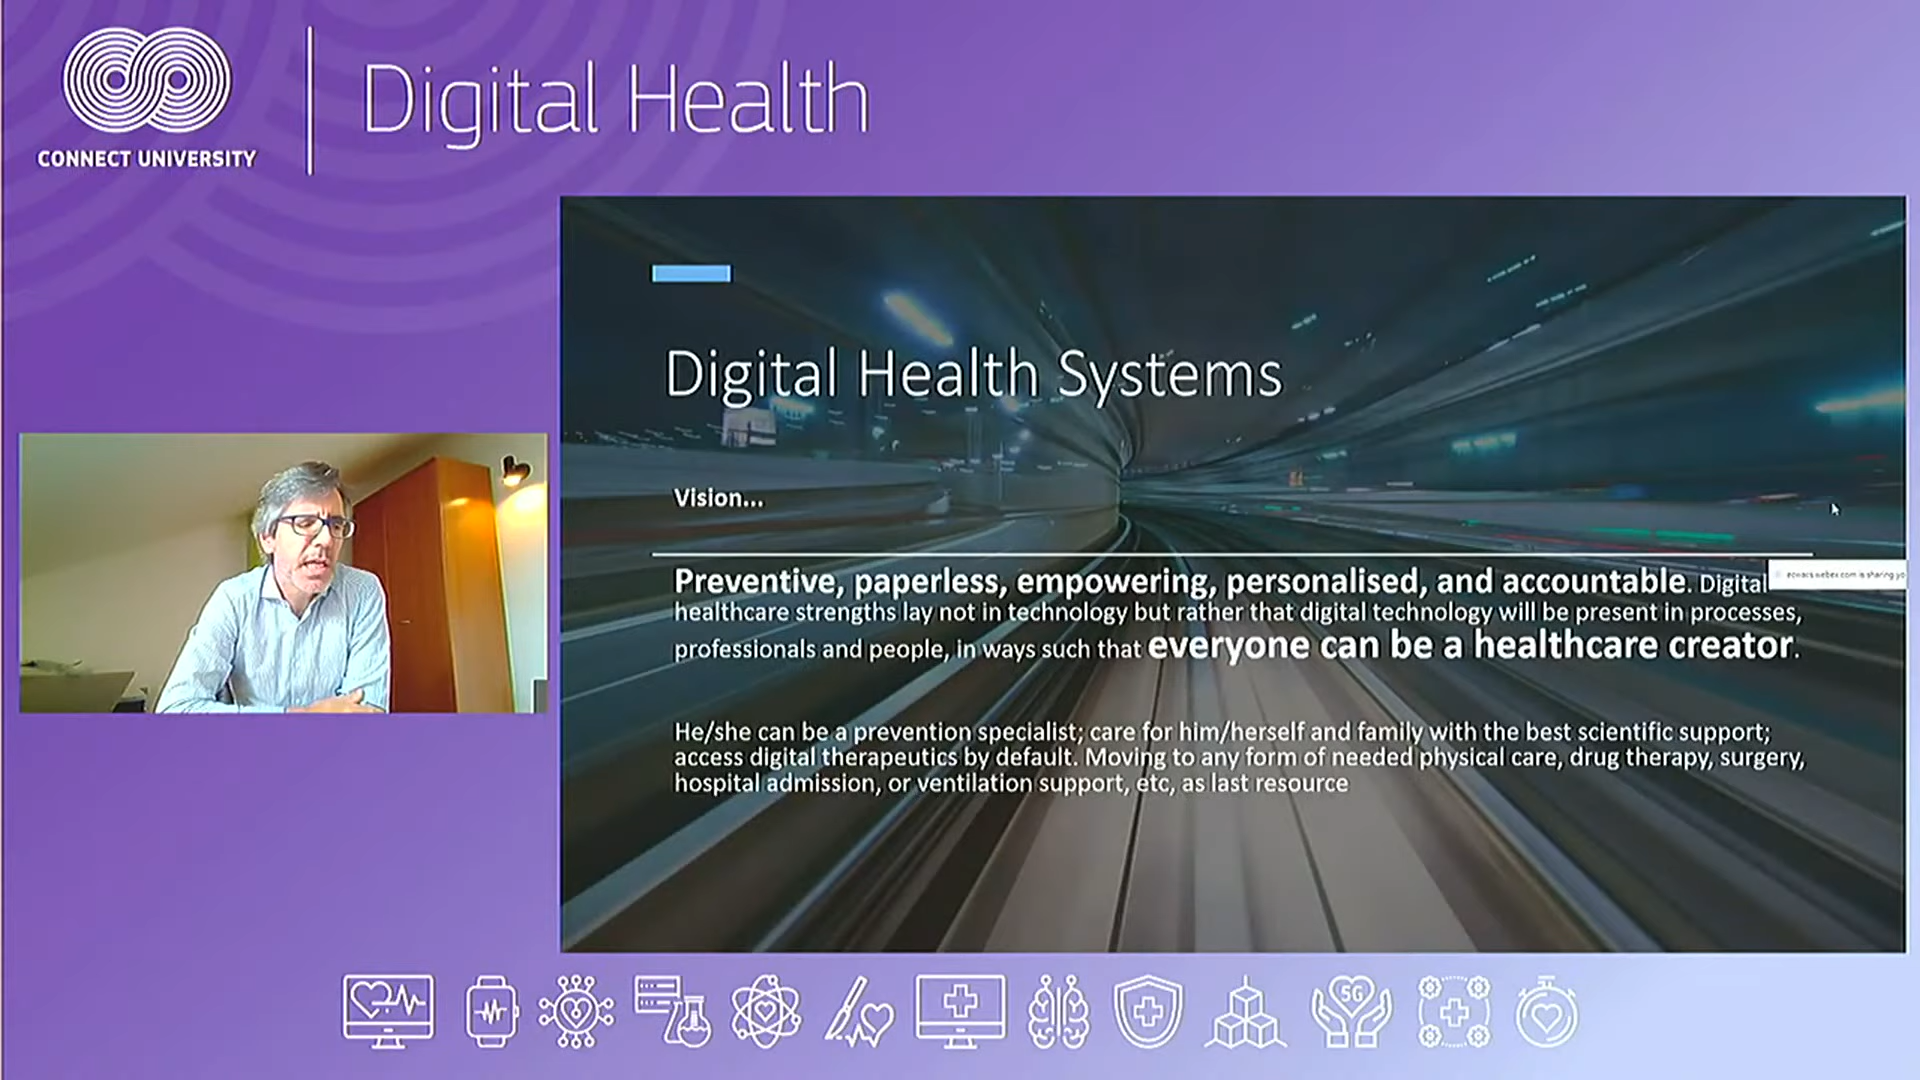 CONNECT UNIVERSITY
Digital Health
Digital Health Systems
Vision...
Preventive, paperless, empowering, personalised, and accountable. Digital
healthcare strengths lay not in technology but rather that digital technology will be present in processes,
professionals and people, in ways such that everyone can be a healthcare creator.
He/she can be a prevention specialist; care for him/herself and family with the best scientific support;
access digital therapeutics by default. Moving to any form of needed physical care, drug therapy, surgery,
hospital admission, or ventilation support, etc, as last resource
is sharing yo
5G